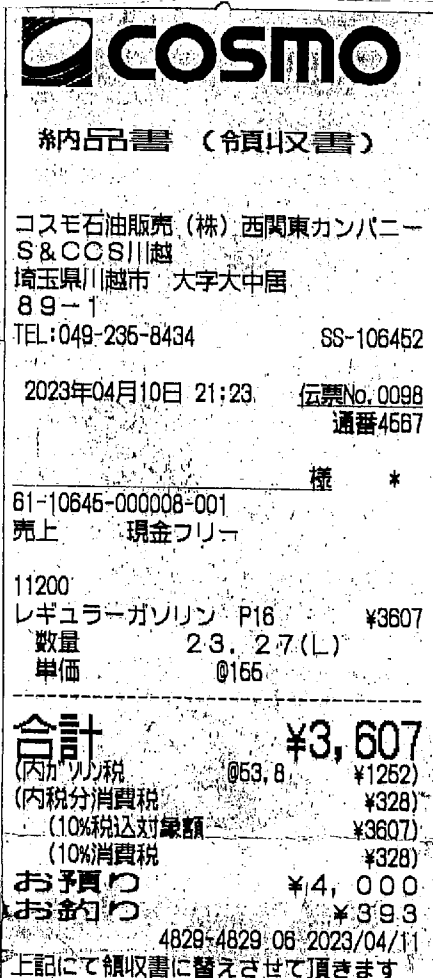 COSMO
納品書 (領収書)
コスモ石油販売(株)西関東カンパニー
S&CCS川越
埼玉県川越市 大字大中居
89-1
TEL:049-235-8434 SS-106452
2023年04月10日 21:23 伝票No.0098
通番4567
様 *
61-10645-000008-001
売上 現金フリー
11200
レギュラーガソリン P16 ¥3607
数量 23.27(L)
単価 @155
合計 ¥3,607
(内ガソリン税 @53.8 ¥1252)
(内税分消費税 ¥328)
(10%税込対象額 ¥3607)
(10%消費税 ¥328)
お預り ¥4,000
お釣り ¥393
4829-4829 06 2023/04/11
上記にて領収書に替えさせて頂きます